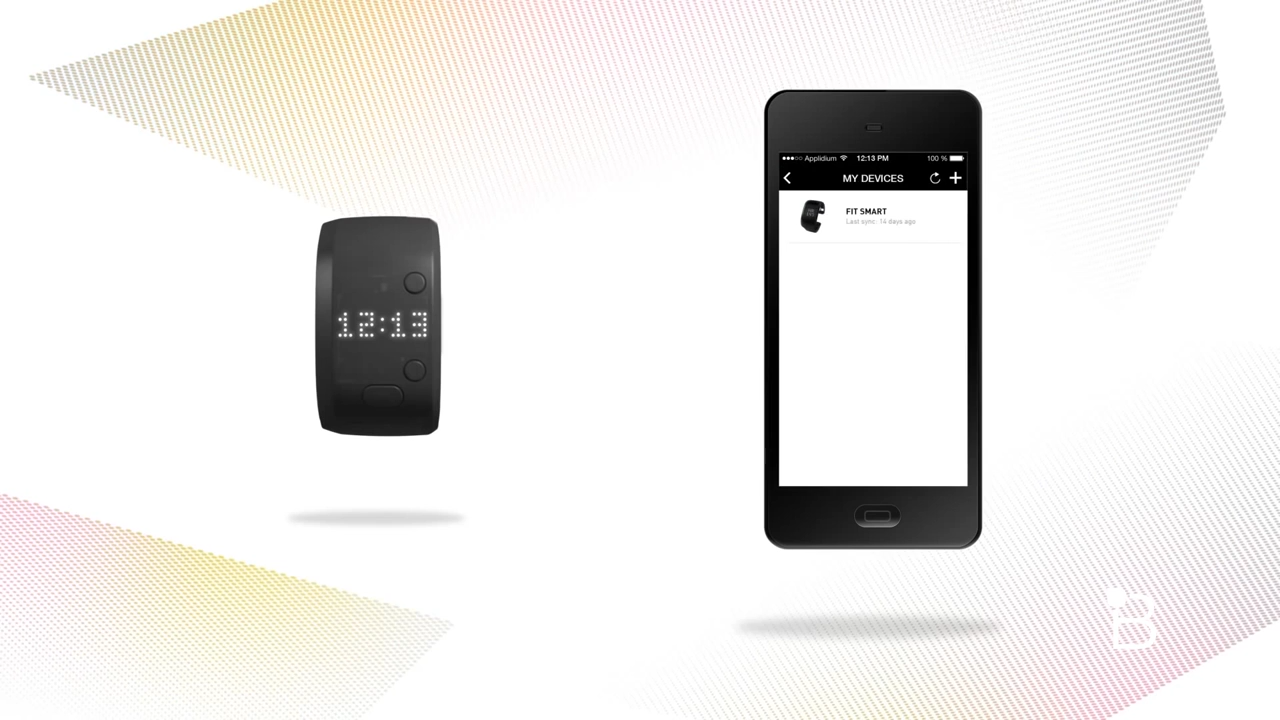 12:13
Applidium 12:13 PM 100 %
MY DEVICES
FIT SMART
Last sync 14 days ago
B